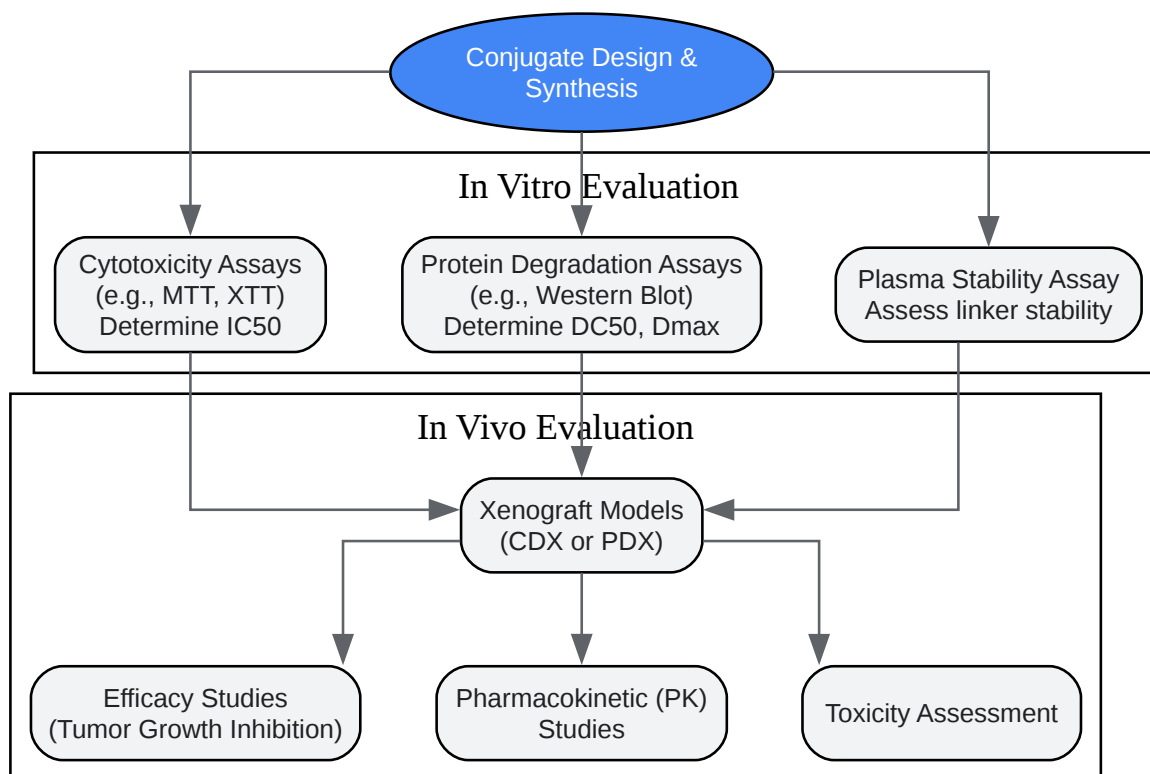 Conjugate Design &
Synthesis
In Vitro Evaluation
Cytotoxicity Assays
(e.g., MTT, XTT)
Determine IC50
Protein Degradation Assays
(e.g., Western Blot)
Determine DC50, Dmax
Plasma Stability Assay
Assess linker stability
In Vivo Evaluation
Xenograft Models
(CDX or PDX)
Efficacy Studies
(Tumor Growth Inhibition)
Pharmacokinetic (PK)
Studies
Toxicity Assessment